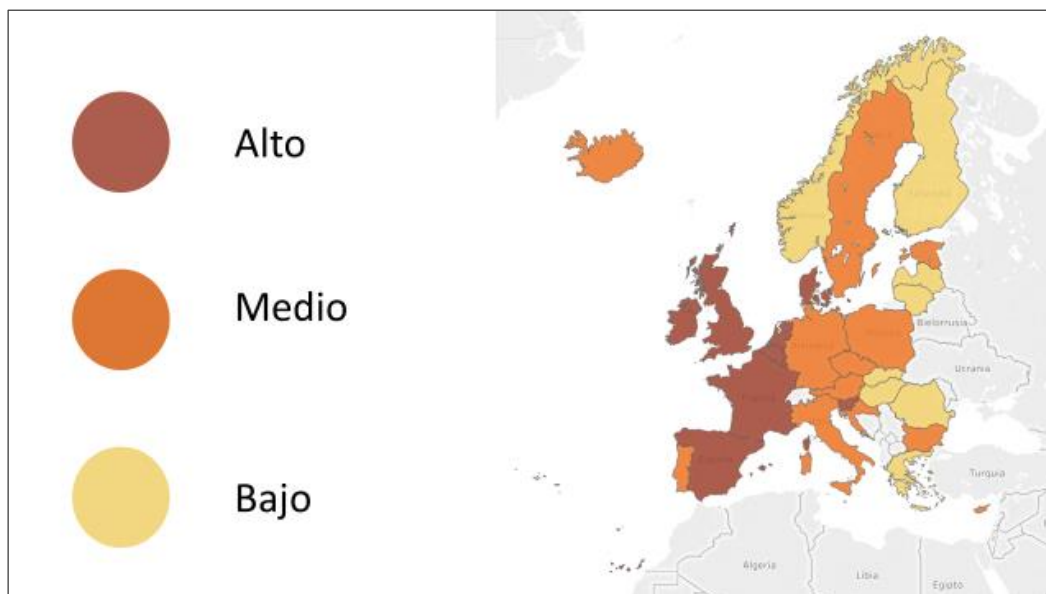 Alto
Medio
Bajo
Bielorrusia
Ucrania
Turquía
Argelia
Libia
Egipto